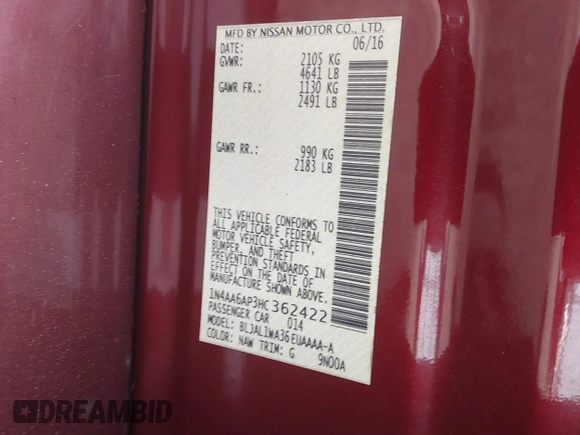 MFD BY NISSAN MOTOR CO., LTD.
DATE: 06/16
GVWR: 2105 KG
4641 LB
GAWR FR.: 1130 KG
2491 LB
GAWR RR.: 990 KG
2183 LB
THIS VEHICLE CONFORMS TO
ALL APPLICABLE FEDERAL
MOTOR VEHICLE SAFETY,
BUMPER, AND THEFT
PREVENTION STANDARDS IN
EFFECT ON THE DATE OF
MANUFACTURE SHOWN ABOVE.
1N4AA6AP3HC362422
PASSENGER CAR 014
MODEL: BLJAL1WA36EUAAAA-A
COLOR: NAW TRIM: G 9N00A
DREAMBID